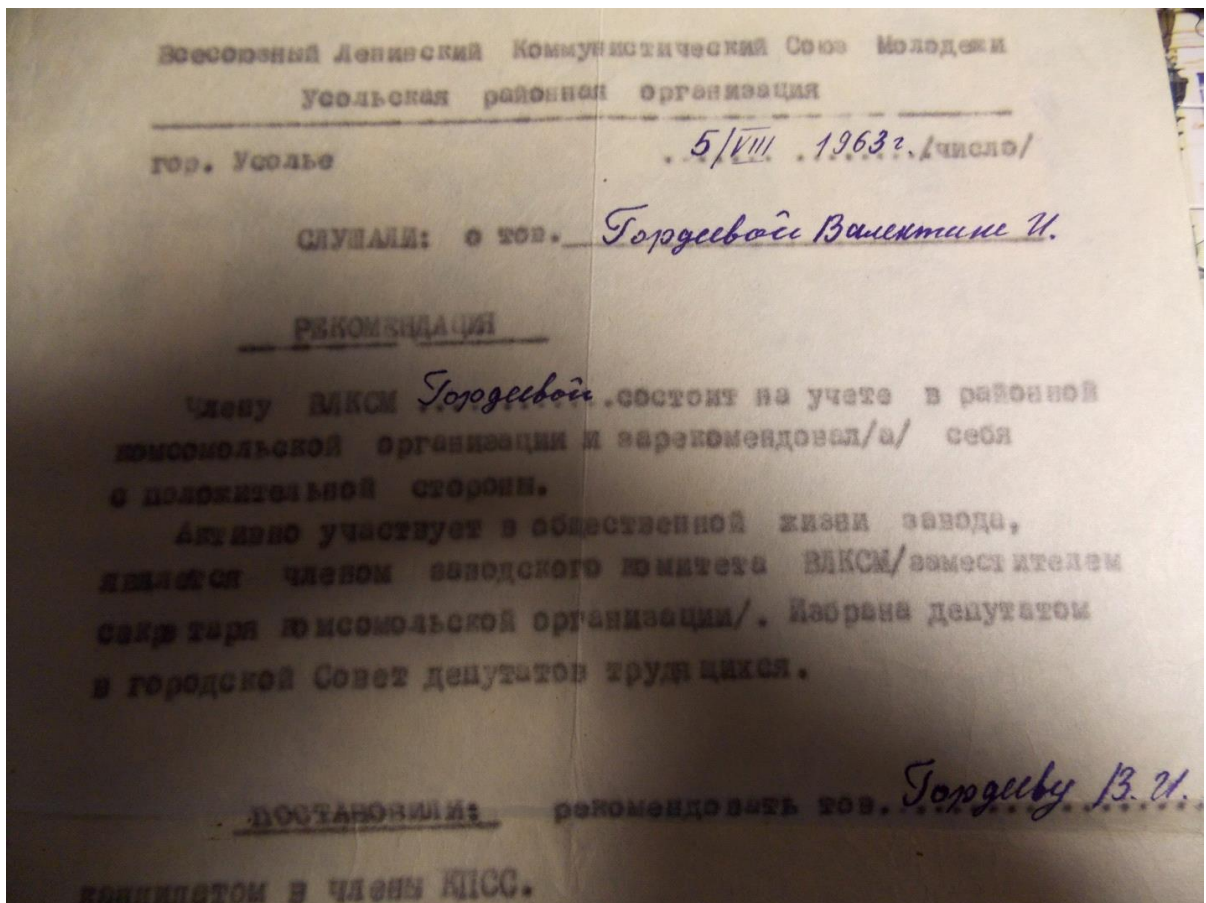 Всесоюзный Ленинский Коммунистический Союз Молодежи
Усольская районная организация
гор. Усолье 5/VIII 1963г. /число/
СЛУШАЛИ: о тов. Гордеевой Валентине И.
РЕКОМЕНДАЦИЯ
Члену ВЛКСМ Гордеевой состоит на учете в районной
комсомольской организации и зарекомендовал/а/ себя
с положительной стороны.
Активно участвует в общественной жизни завода,
является членом заводского комитета ВЛКСМ/заместителем
секретаря комсомольской организации/. Избрана депутатом
в городской Совет депутатов трудящихся.
ПОСТАНОВИЛИ: рекомендовать тов. Гордееву В. И.
кандидатом в члены КПСС.